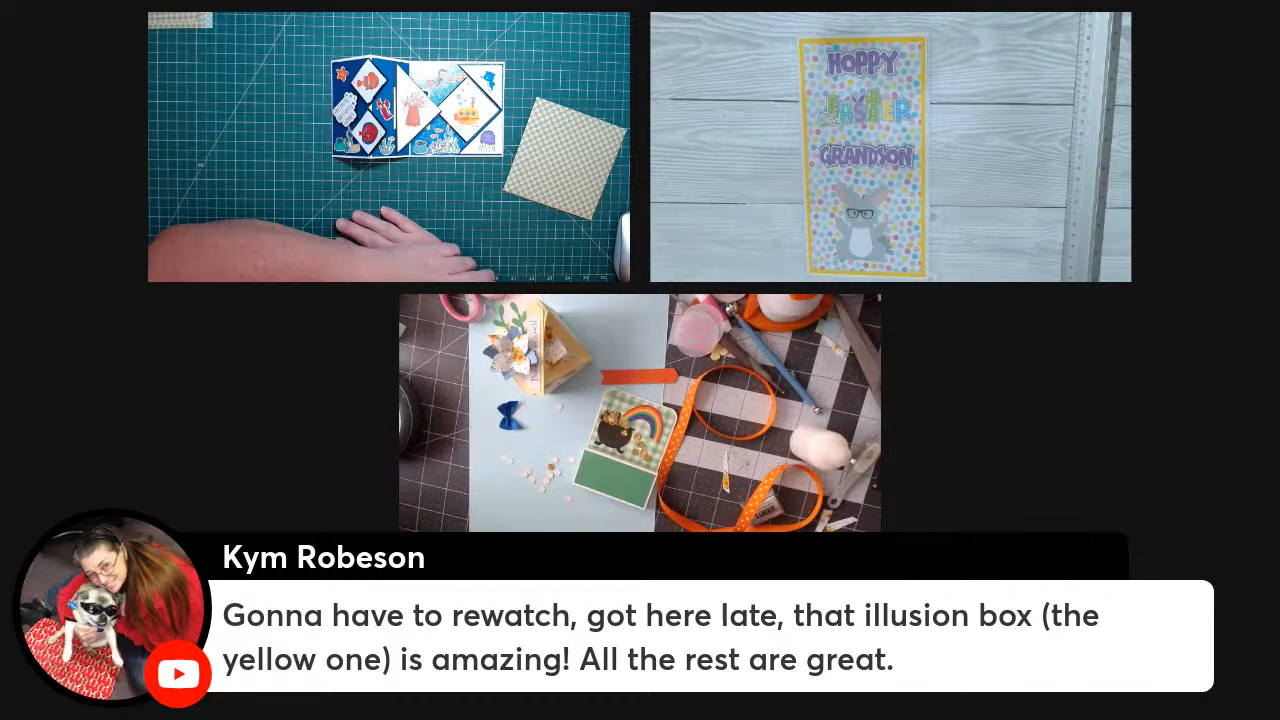 HOPPY
EASTER
GRANDSON
Kym Robeson
Gonna have to rewatch, got here late, that illusion box (the
yellow one) is amazing! All the rest are great.